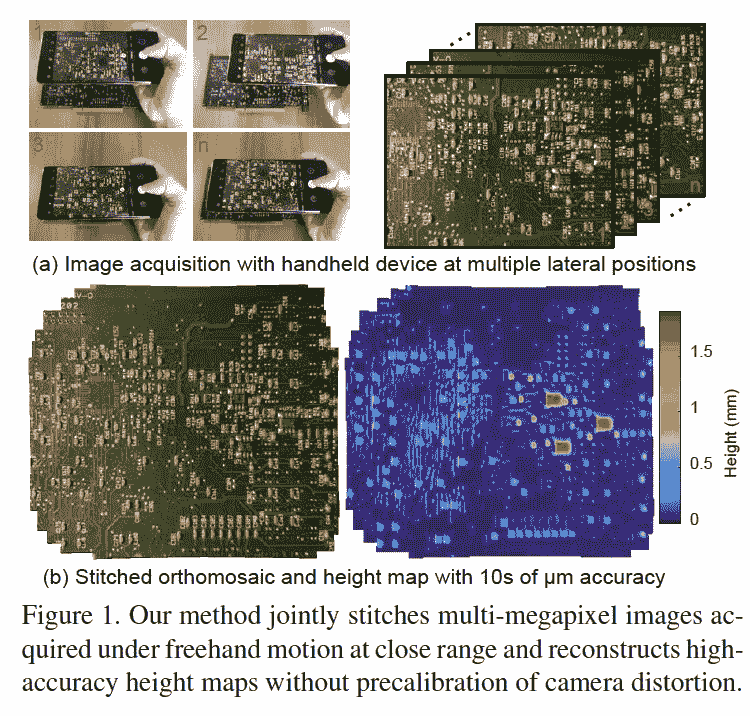 1
2
3
n
(a) Image acquisition with handheld device at multiple lateral positions
1.5
1
0.5
0
Height (mm)
(b) Stitched orthomosaic and height map with 10s of µm accuracy
Figure 1. Our method jointly stitches multi-megapixel images ac-
quired under freehand motion at close range and reconstructs high-
accuracy height maps without precalibration of camera distortion.